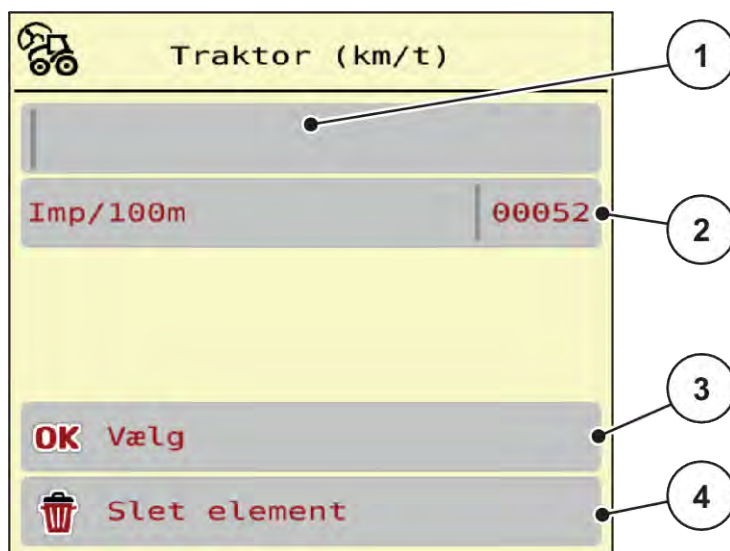 Traktor (km/t)
1
Imp/100m 00052
2
3
OK Vælg
4
Slet element